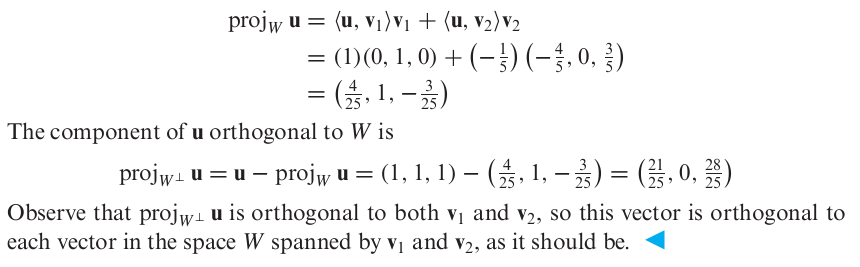 proj_W u = ⟨u, v₁⟩v₁ + ⟨u, v₂⟩v₂
= (1)(0, 1, 0) + (−1/5)(−4/5, 0, 3/5)
= (4/25, 1, −3/25)
The component of u orthogonal to W is
proj_W⊥ u = u − proj_W u = (1, 1, 1) − (4/25, 1, −3/25) = (21/25, 0, 28/25)
Observe that proj_W⊥ u is orthogonal to both v₁ and v₂, so this vector is orthogonal to
each vector in the space W spanned by v₁ and v₂, as it should be. ◀